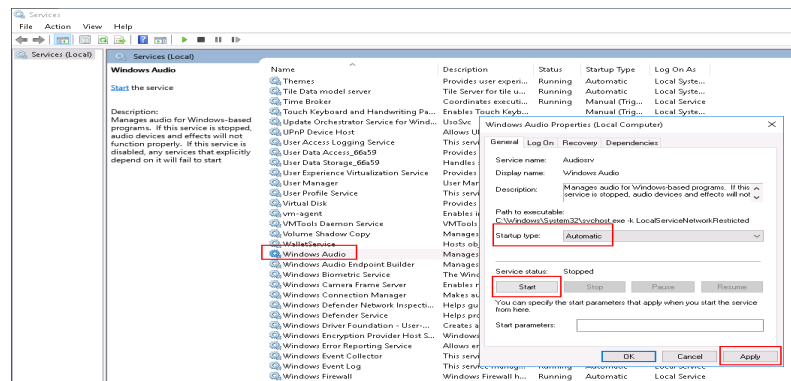 Services
File Action View Help
Services (Local)
Services (Local)
Windows Audio
Start the service
Description:
Manages audio for Windows-based
programs. If this service is stopped,
audio devices and effects will not
function properly. If this service is
disabled, any services that explicitly
depend on it will fail to start
Name Description Status Startup Type Log On As
Themes Provides user experi... Running Automatic Local Syste...
Tile Data model server Tile Server for tile u... Running Automatic Local Syste...
Time Broker Coordinates executi... Running Manual (Trig... Local Service
Touch Keyboard and Handwriting Pa... Enables Touch Keyb... Manual (Trig... Local Syste...
Update Orchestrator Service for Wind... UsoSvc
UPnP Device Host Allows U
User Access Logging Service This servi
User Data Access_66a59 Provides
User Data Storage_66a59 Handles
User Experience Virtualization Service Provides
User Manager User Mar
User Profile Service This servi
Virtual Disk Provides
vm-agent Enables i
VMTools Daemon Service VMTools
Volume Shadow Copy Manages
WalletService Hosts ob
Windows Audio Manages
Windows Audio Endpoint Builder Manages
Windows Biometric Service The Winc
Windows Camera Frame Server Enables r
Windows Connection Manager Makes au
Windows Defender Network Inspecti... Helps gu
Windows Defender Service Helps pro
Windows Driver Foundation - User-... Creates a
Windows Encryption Provider Host S... Windows
Windows Error Reporting Service Allows er
Windows Event Collector This servi
Windows Event Log This service manag... Running Automatic Local Service
Windows Firewall Windows Firewall h... Running Automatic Local Service
Windows Audio Properties (Local Computer)
General Log On Recovery Dependencies
Service name: Audiosrv
Display name: Windows Audio
Description: Manages audio for Windows-based programs. If this
service is stopped, audio devices and effects will not
Path to executable:
C:\Windows\System32\svchost.exe -k LocalServiceNetworkRestricted
Startup type: Automatic
Service status: Stopped
Start Stop Pause Resume
You can specify the start parameters that apply when you start the service
from here.
Start parameters:
OK Cancel Apply